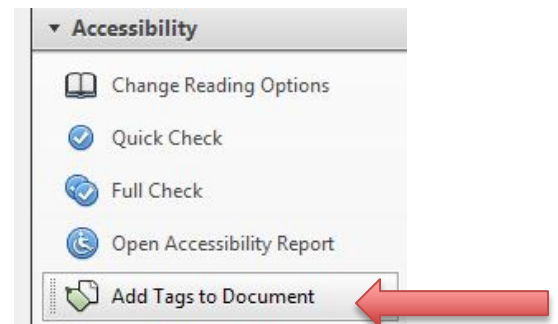 Accessibility
Change Reading Options
Quick Check
Full Check
Open Accessibility Report
Add Tags to Document